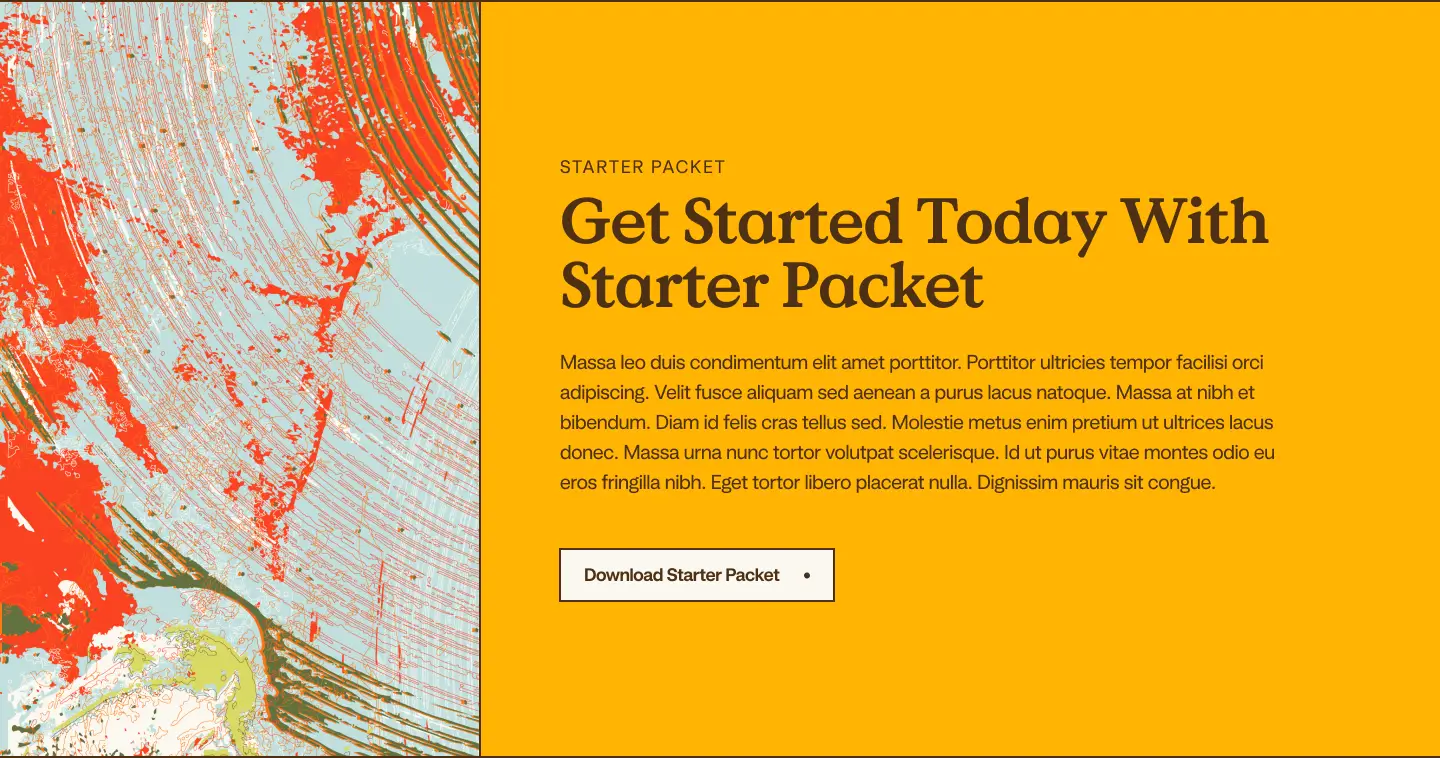 STARTER PACKET
Get Started Today With
Starter Packet
Massa leo duis condimentum elit amet porttitor. Porttitor ultricies tempor facilisi orci
adipiscing. Velit fusce aliquam sed aenean a purus lacus natoque. Massa at nibh et
bibendum. Diam id felis cras tellus sed. Molestie metus enim pretium ut ultrices lacus
donec. Massa urna nunc tortor volutpat scelerisque. Id ut purus vitae montes odio eu
eros fringilla nibh. Eget tortor libero placerat nulla. Dignissim mauris sit congue.
Download Starter Packet •